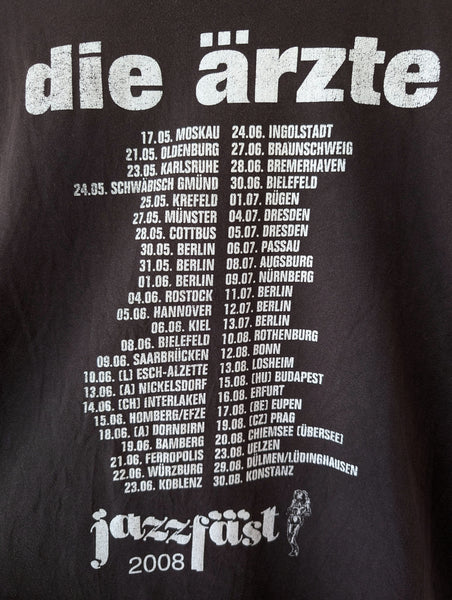 die ärzte
17.05. MOSKAU
21.05. OLDENBURG
23.05. KARLSRUHE
24.05. SCHWÄBISCH GMÜND
25.05. KREFELD
27.05. MÜNSTER
28.05. COTTBUS
30.05. BERLIN
31.05. BERLIN
01.06. BERLIN
04.06. ROSTOCK
05.06. HANNOVER
06.06. KIEL
08.06. BIELEFELD
09.06. SAARBRÜCKEN
10.06. (L) ESCH-ALZETTE
13.06. (A) NICKELSDORF
14.06. (CH) INTERLAKEN
15.06. HOMBERG/EFZE
18.06. (A) DORNBIRN
19.06. BAMBERG
21.06. FERROPOLIS
22.06. WÜRZBURG
23.06. KOBLENZ
24.06. INGOLSTADT
27.06. BRAUNSCHWEIG
28.06. BREMERHAVEN
30.06. BIELEFELD
01.07. RÜGEN
04.07. DRESDEN
05.07. DRESDEN
06.07. PASSAU
08.07. AUGSBURG
09.07. NÜRNBERG
11.07. BERLIN
12.07. BERLIN
13.07. BERLIN
10.08. ROTHENBURG
12.08. BONN
13.08. LOSHEIM
15.08. (HU) BUDAPEST
16.08. ERFURT
17.08. (BE) EUPEN
19.08. (CZ) PRAG
20.08. CHIEMSEE (ÜBERSEE)
23.08. UELZEN
29.08. DÜLMEN/LÜDINGHAUSEN
30.08. KONSTANZ
jazzfäst
2008